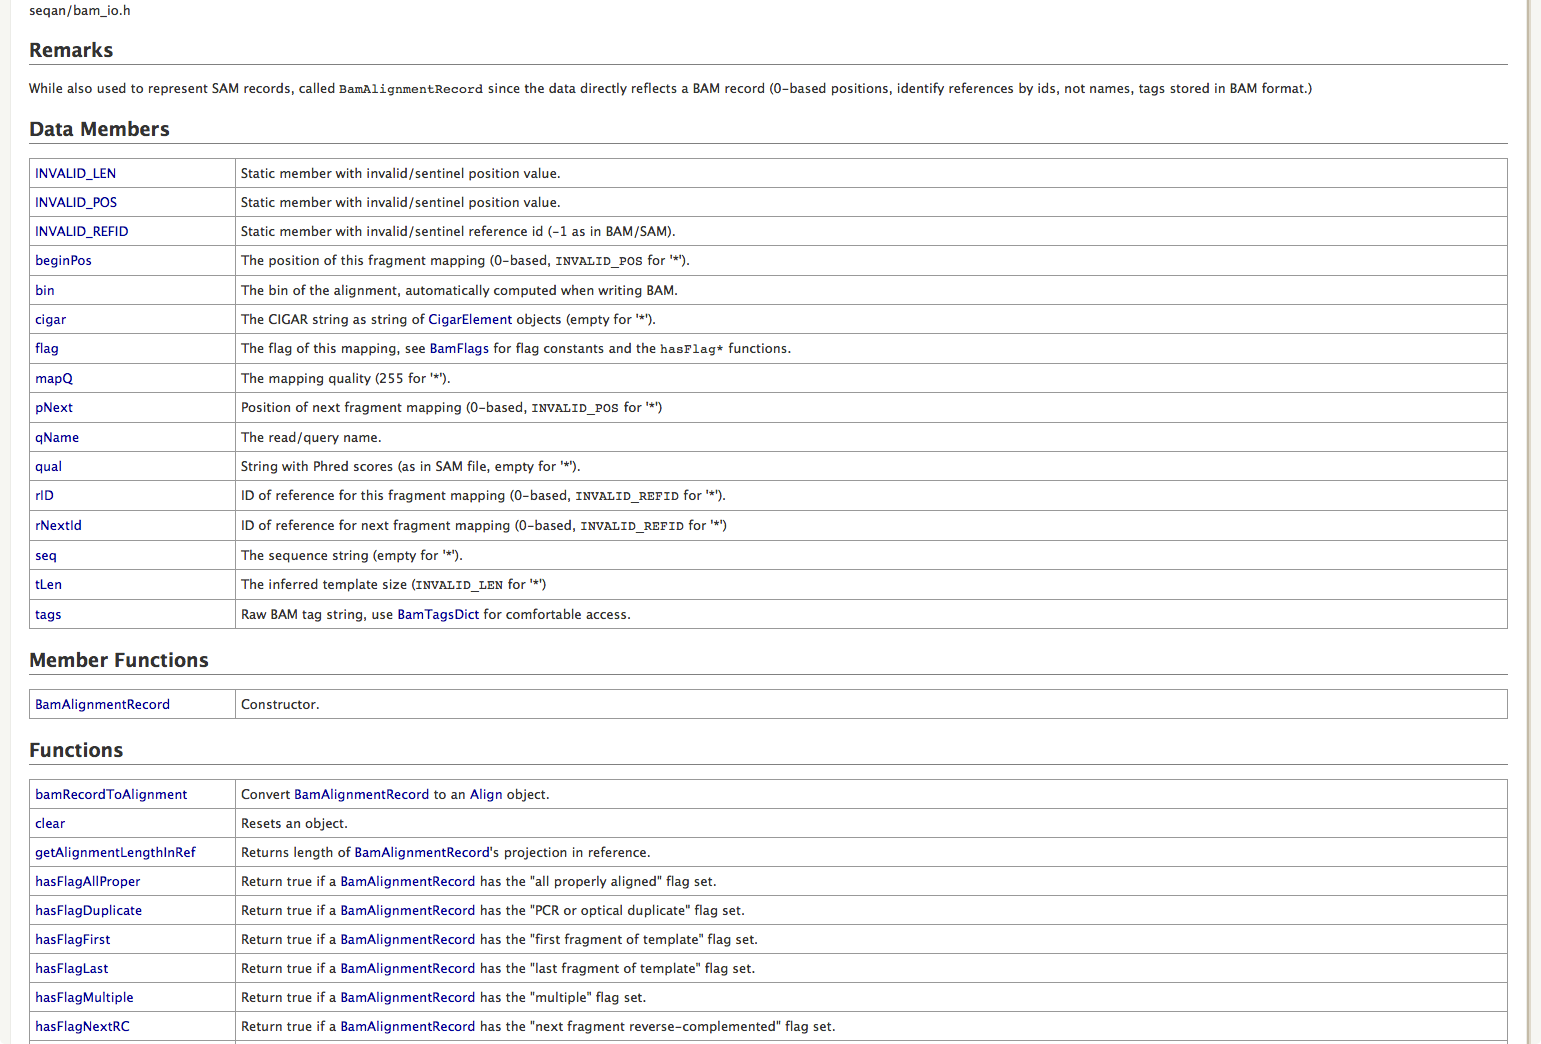 seqan/bam_io.h
Remarks
While also used to represent SAM records, called BamAlignmentRecord since the data directly reflects a BAM record (0-based positions, identify references by ids, not names, tags stored in BAM format.)
Data Members
INVALID_LEN Static member with invalid/sentinel position value.
INVALID_POS Static member with invalid/sentinel position value.
INVALID_REFID Static member with invalid/sentinel reference id (-1 as in BAM/SAM).
beginPos The position of this fragment mapping (0-based, INVALID_POS for '*').
bin The bin of the alignment, automatically computed when writing BAM.
cigar The CIGAR string as string of CigarElement objects (empty for '*').
flag The flag of this mapping, see BamFlags for flag constants and the hasFlag* functions.
mapQ The mapping quality (255 for '*').
pNext Position of next fragment mapping (0-based, INVALID_POS for '*')
qName The read/query name.
qual String with Phred scores (as in SAM file, empty for '*').
rID ID of reference for this fragment mapping (0-based, INVALID_REFID for '*').
rNextId ID of reference for next fragment mapping (0-based, INVALID_REFID for '*')
seq The sequence string (empty for '*').
tLen The inferred template size (INVALID_LEN for '*')
tags Raw BAM tag string, use BamTagsDict for comfortable access.
Member Functions
BamAlignmentRecord Constructor.
Functions
bamRecordToAlignment Convert BamAlignmentRecord to an Align object.
clear Resets an object.
getAlignmentLengthInRef Returns length of BamAlignmentRecord's projection in reference.
hasFlagAllProper Return true if a BamAlignmentRecord has the "all properly aligned" flag set.
hasFlagDuplicate Return true if a BamAlignmentRecord has the "PCR or optical duplicate" flag set.
hasFlagFirst Return true if a BamAlignmentRecord has the "first fragment of template" flag set.
hasFlagLast Return true if a BamAlignmentRecord has the "last fragment of template" flag set.
hasFlagMultiple Return true if a BamAlignmentRecord has the "multiple" flag set.
hasFlagNextRC Return true if a BamAlignmentRecord has the "next fragment reverse-complemented" flag set.